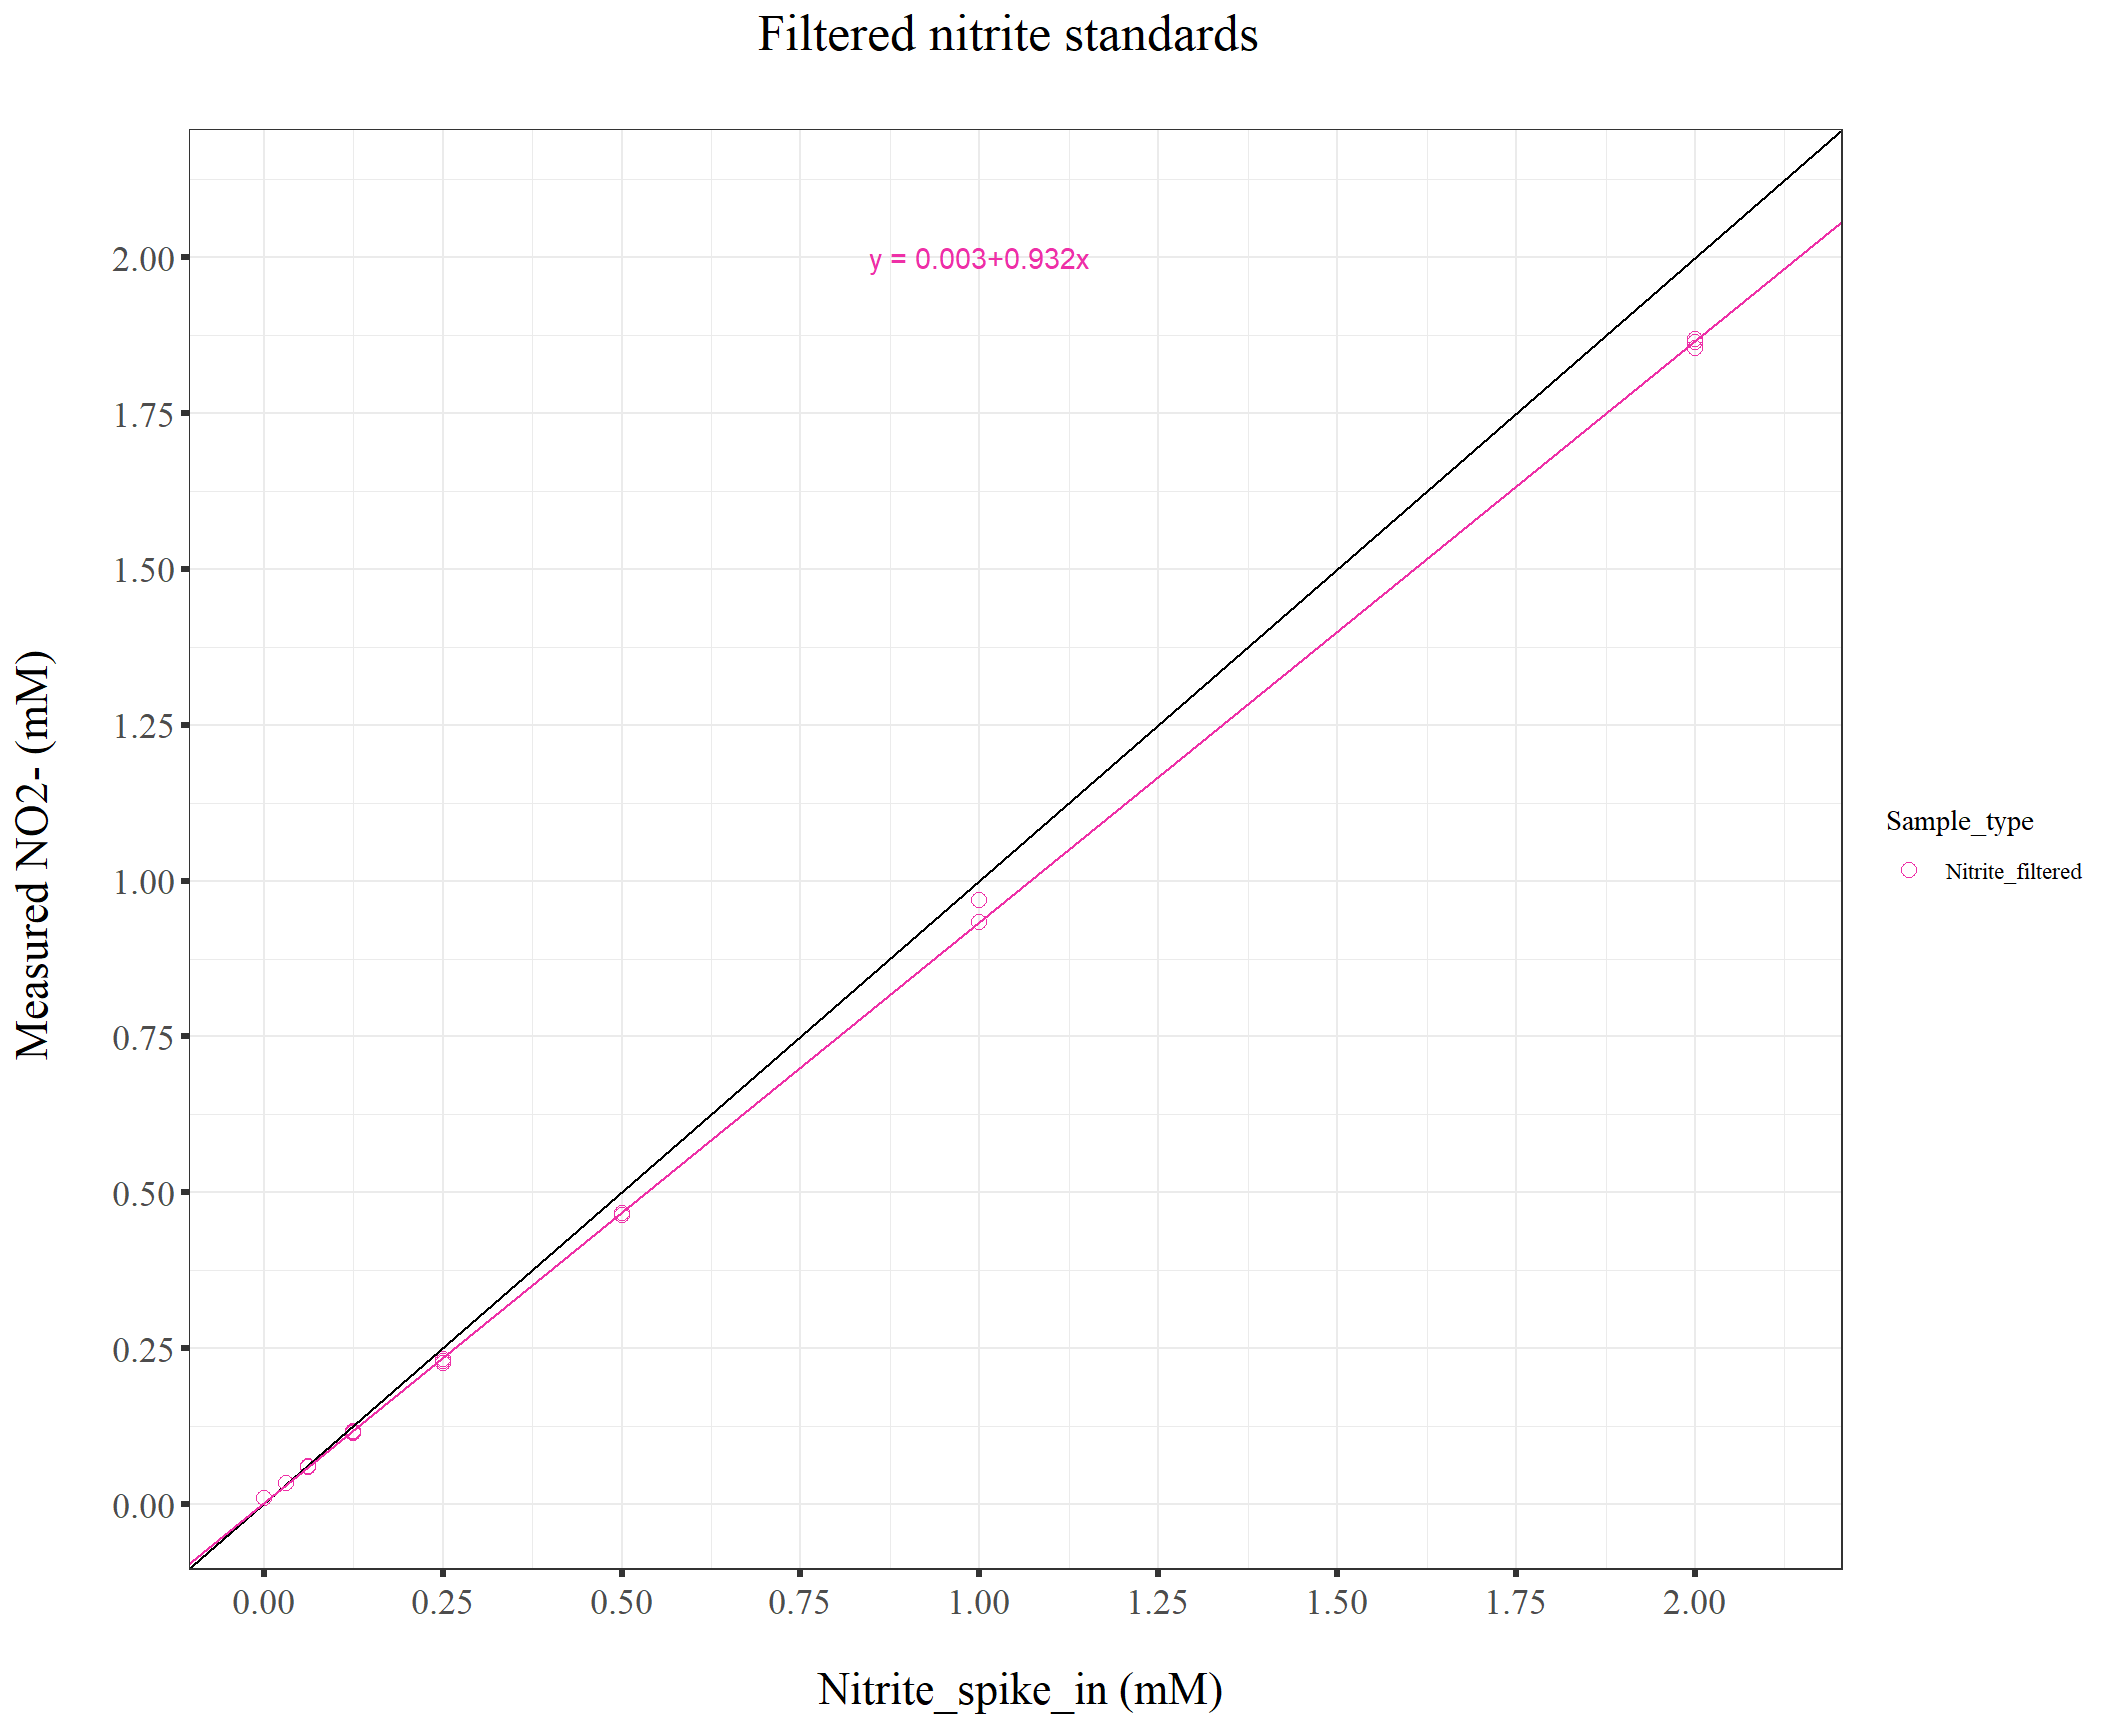 Filtered nitrite standards
y = 0.003+0.932x
2.00
1.75
1.50
1.25
1.00
0.75
0.50
0.25
0.00
Measured NO2- (mM)
0.00 0.25 0.50 0.75 1.00 1.25 1.50 1.75 2.00
Nitrite_spike_in (mM)
Sample_type
Nitrite_filtered